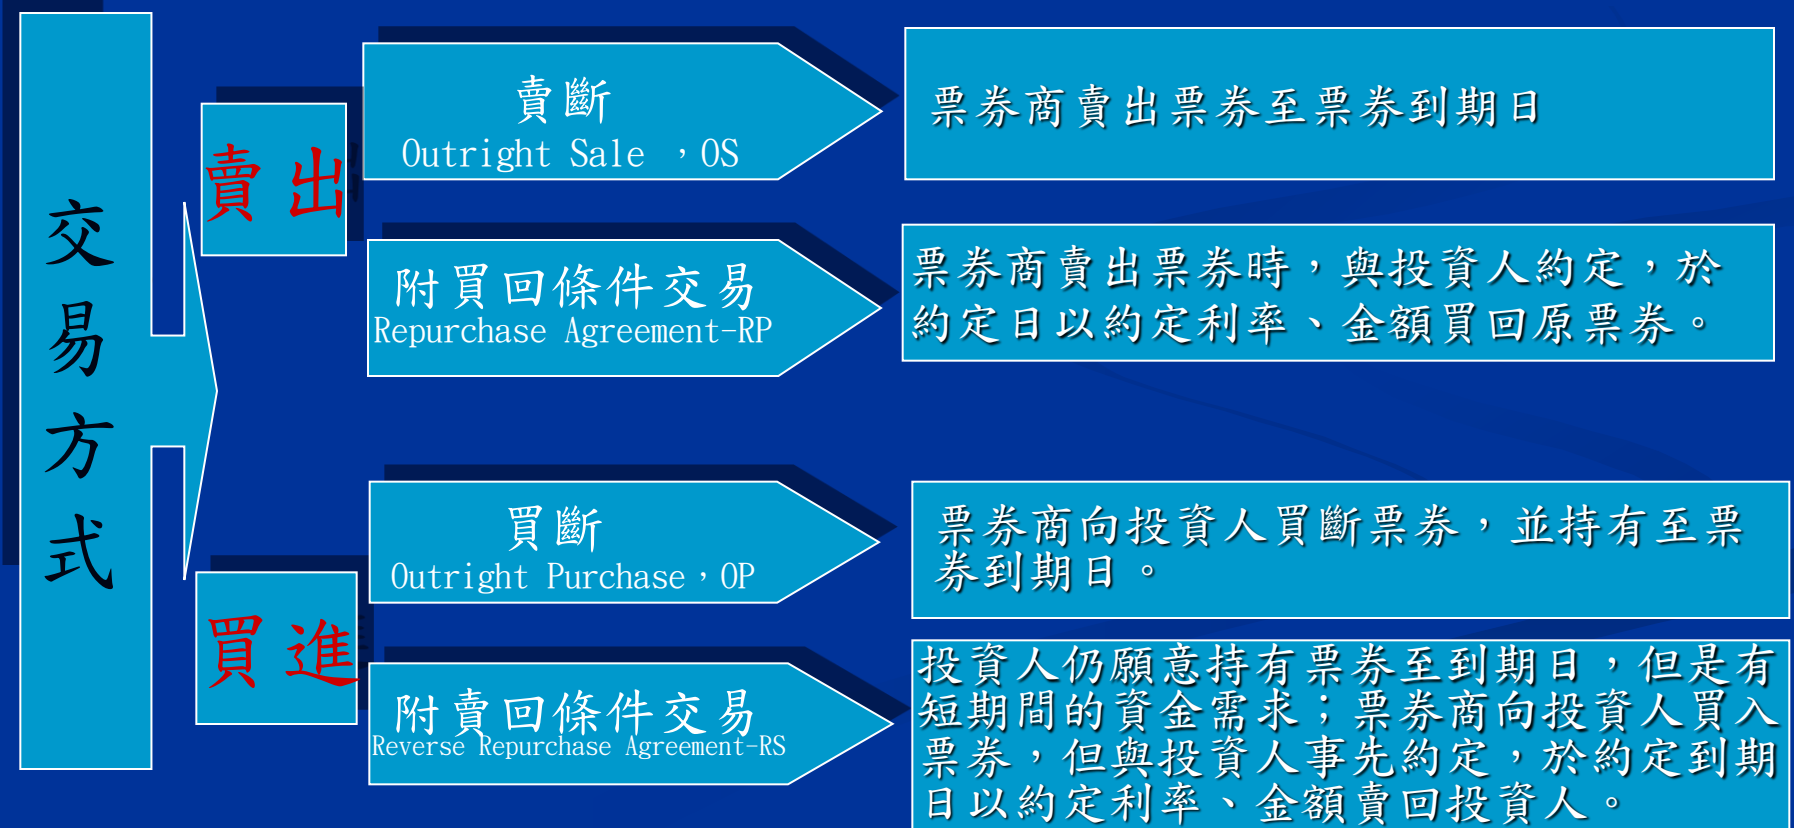 交
易
方
式
賣出
賣斷
Outright Sale ，OS
票券商賣出票券至票券到期日
附買回條件交易
Repurchase Agreement-RP
票券商賣出票券時，與投資人約定，於
約定日以約定利率、金額買回原票券。
買進
買斷
Outright Purchase，OP
票券商向投資人買斷票券，並持有至票
券到期日。
附賣回條件交易
Reverse Repurchase Agreement-RS
投資人仍願意持有票券至到期日，但是有
短期間的資金需求；票券商向投資人買入
票券，但與投資人事先約定，於約定到期
日以約定利率、金額賣回投資人。